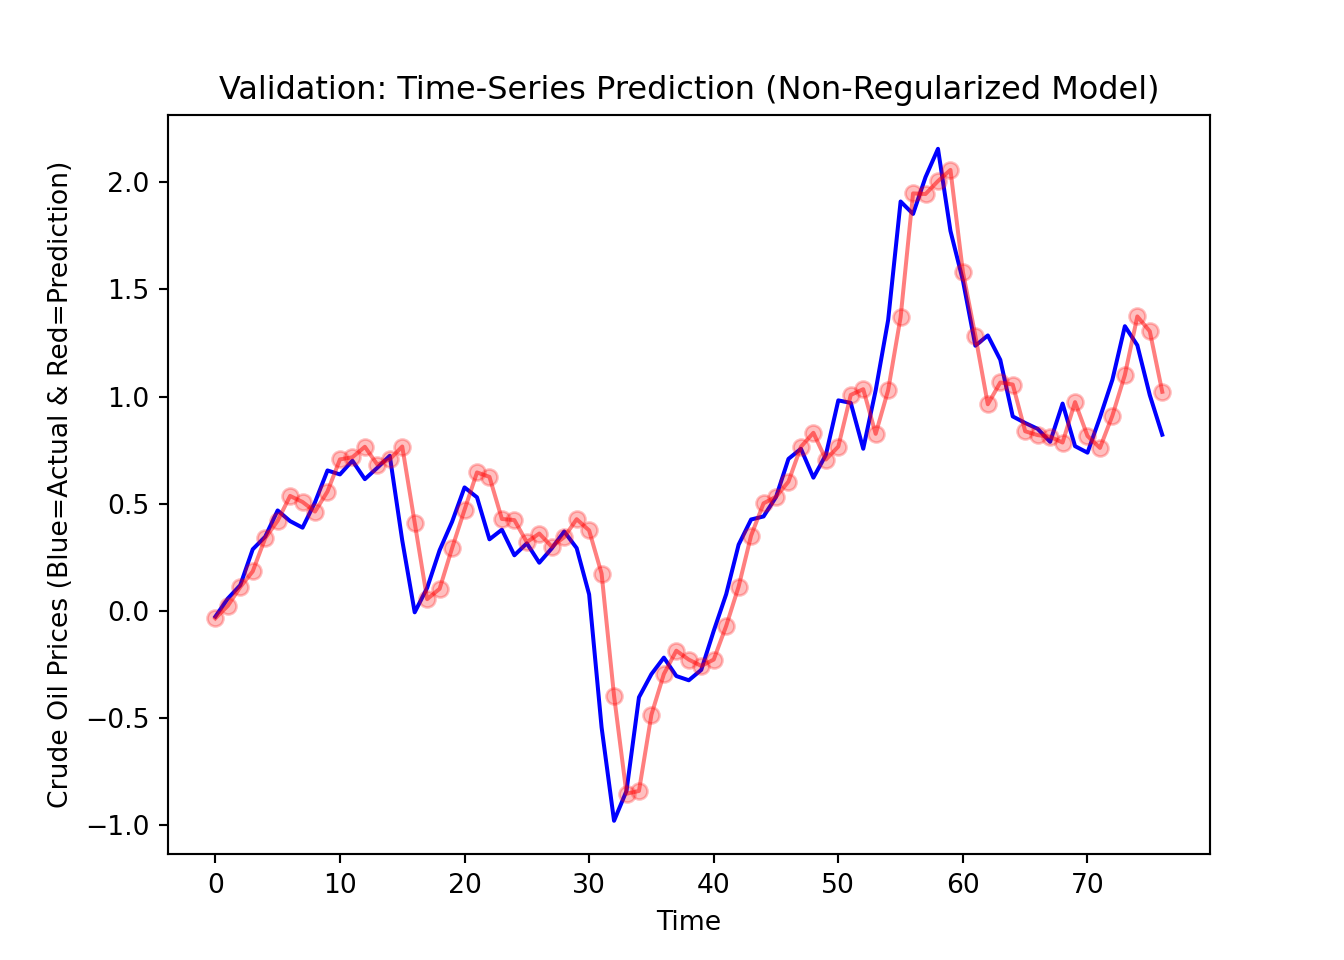 Validation: Time-Series Prediction (Non-Regularized Model)
Crude Oil Prices (Blue=Actual & Red=Prediction)
2.0
1.5
1.0
0.5
0.0
−0.5
−1.0
0 10 20 30 40 50 60 70
Time